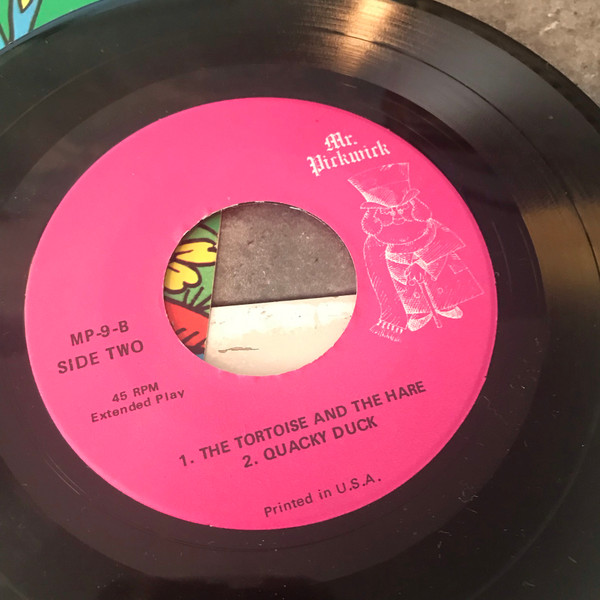 Mr.
Pickwick
MP-9-B
SIDE TWO
45 RPM
Extended Play
1. THE TORTOISE AND THE HARE
2. QUACKY DUCK
Printed in U.S.A.